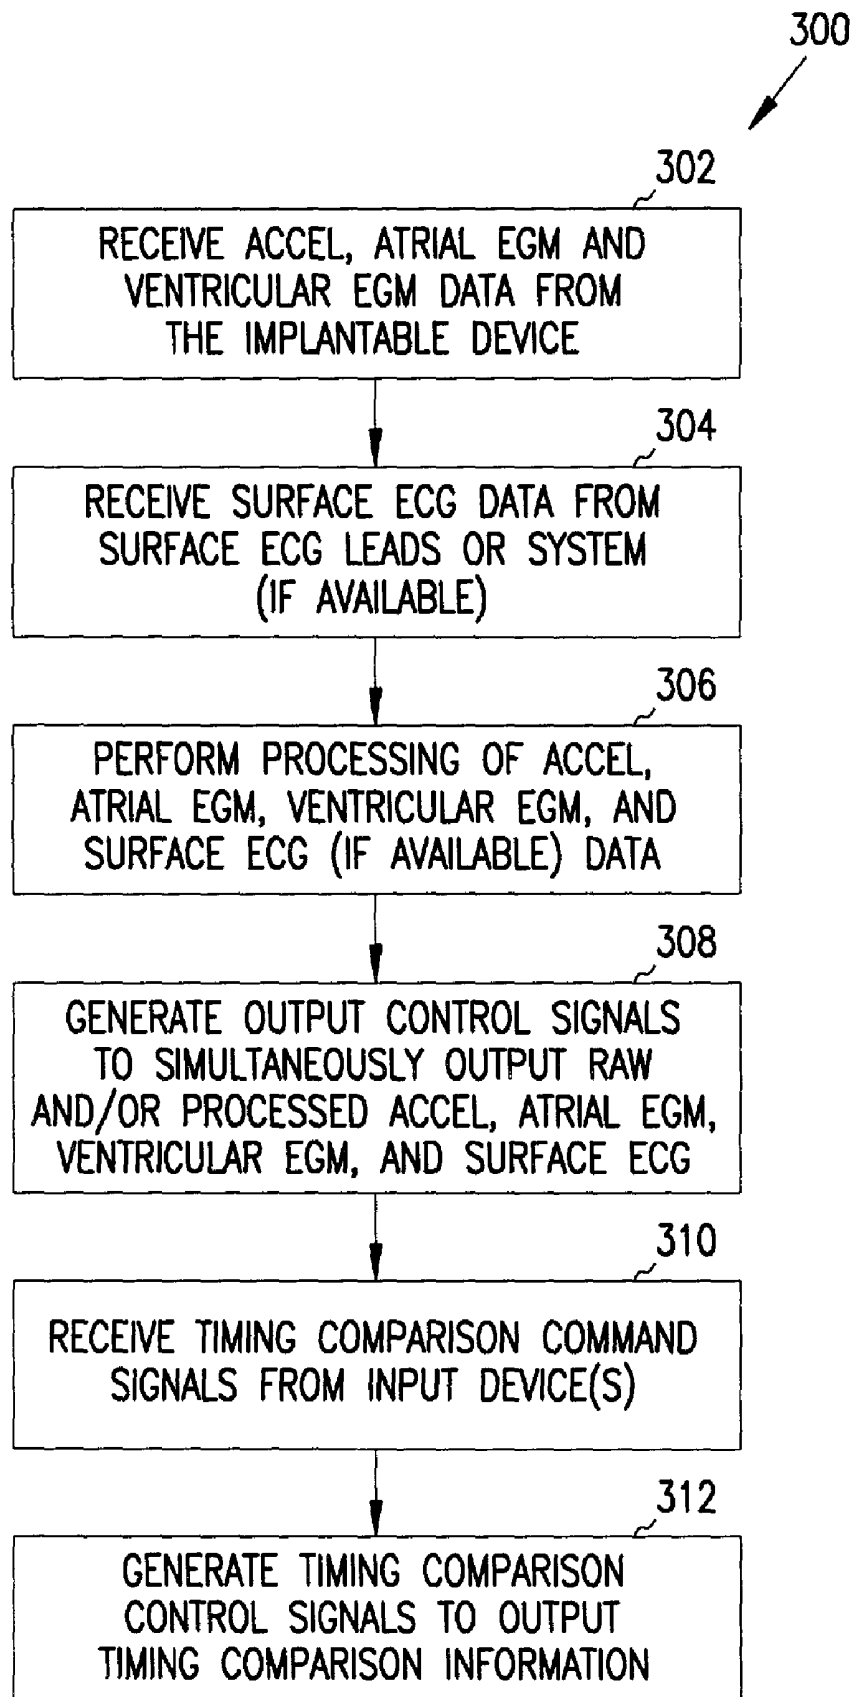 300
302
RECEIVE ACCEL, ATRIAL EGM AND
VENTRICULAR EGM DATA FROM
THE IMPLANTABLE DEVICE
304
RECEIVE SURFACE ECG DATA FROM
SURFACE ECG LEADS OR SYSTEM
(IF AVAILABLE)
306
PERFORM PROCESSING OF ACCEL,
ATRIAL EGM, VENTRICULAR EGM, AND
SURFACE ECG (IF AVAILABLE) DATA
308
GENERATE OUTPUT CONTROL SIGNALS
TO SIMULTANEOUSLY OUTPUT RAW
AND/OR PROCESSED ACCEL, ATRIAL EGM,
VENTRICULAR EGM, AND SURFACE ECG
310
RECEIVE TIMING COMPARISON COMMAND
SIGNALS FROM INPUT DEVICE(S)
312
GENERATE TIMING COMPARISON
CONTROL SIGNALS TO OUTPUT
TIMING COMPARISON INFORMATION